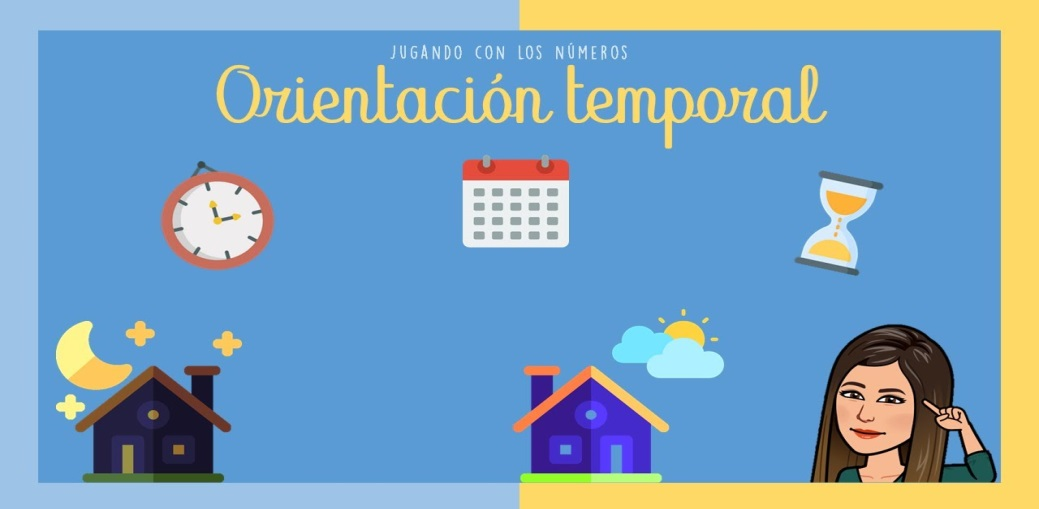 JUGANDO CON LOS NÚMEROS
Orientación temporal